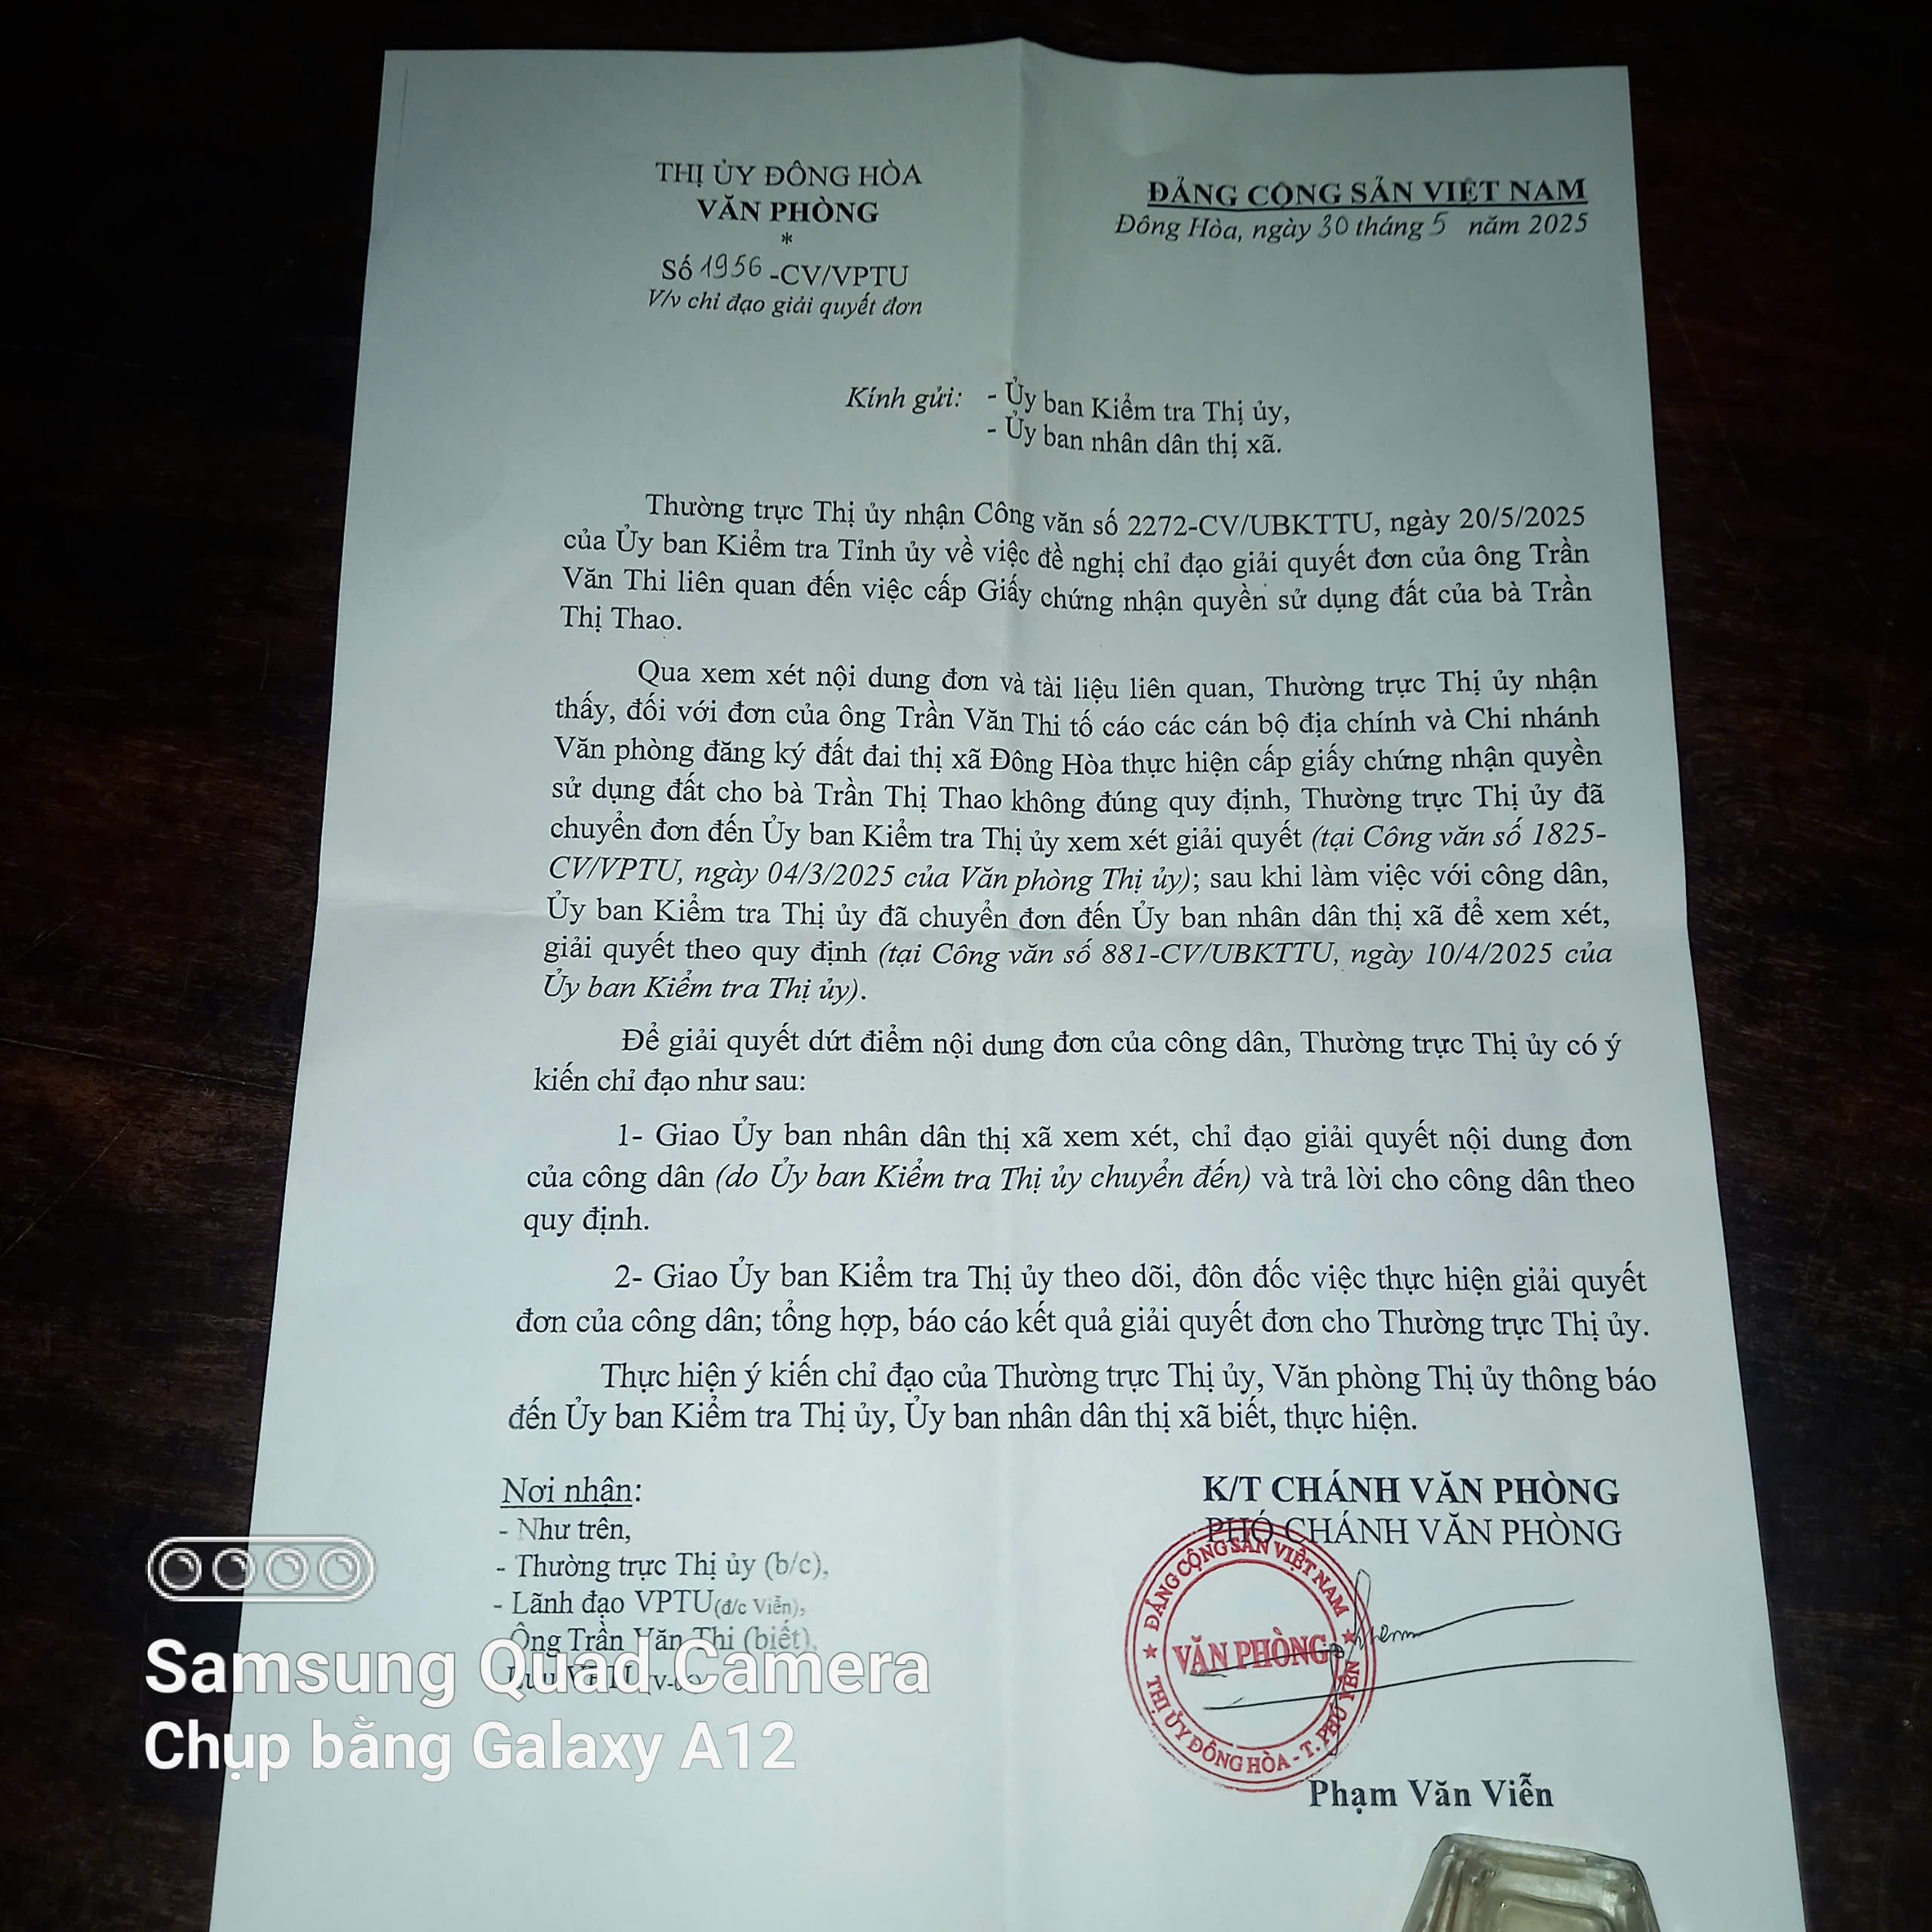 THỊ ỦY ĐÔNG HÒA
VĂN PHÒNG
*
Số 1956 -CV/VPTU
V/v chỉ đạo giải quyết đơn
ĐẢNG CỘNG SẢN VIỆT NAM
Đông Hòa, ngày 30 tháng 5 năm 2025
Kính gửi: - Ủy ban Kiểm tra Thị ủy,
- Ủy ban nhân dân thị xã.
Thường trực Thị ủy nhận Công văn số 2272-CV/UBKTTU, ngày 20/5/2025
của Ủy ban Kiểm tra Tỉnh ủy về việc đề nghị chỉ đạo giải quyết đơn của ông Trần
Văn Thi liên quan đến việc cấp Giấy chứng nhận quyền sử dụng đất của bà Trần
Thị Thao.
Qua xem xét nội dung đơn và tài liệu liên quan, Thường trực Thị ủy nhận
thấy, đối với đơn của ông Trần Văn Thi tố cáo các cán bộ địa chính và Chi nhánh
Văn phòng đăng ký đất đai thị xã Đông Hòa thực hiện cấp giấy chứng nhận quyền
sử dụng đất cho bà Trần Thị Thao không đúng quy định, Thường trực Thị ủy đã
chuyển đơn đến Ủy ban Kiểm tra Thị ủy xem xét giải quyết (tại Công văn số 1825-
CV/VPTU, ngày 04/3/2025 của Văn phòng Thị ủy); sau khi làm việc với công dân,
Ủy ban Kiểm tra Thị ủy đã chuyển đơn đến Ủy ban nhân dân thị xã để xem xét,
giải quyết theo quy định (tại Công văn số 881-CV/UBKTTU, ngày 10/4/2025 của
Ủy ban Kiểm tra Thị ủy).
Để giải quyết dứt điểm nội dung đơn của công dân, Thường trực Thị ủy có ý
kiến chỉ đạo như sau:
1- Giao Ủy ban nhân dân thị xã xem xét, chỉ đạo giải quyết nội dung đơn
của công dân (do Ủy ban Kiểm tra Thị ủy chuyển đến) và trả lời cho công dân theo
quy định.
2- Giao Ủy ban Kiểm tra Thị ủy theo dõi, đôn đốc việc thực hiện giải quyết
đơn của công dân; tổng hợp, báo cáo kết quả giải quyết đơn cho Thường trực Thị ủy.
Thực hiện ý kiến chỉ đạo của Thường trực Thị ủy, Văn phòng Thị ủy thông báo
đến Ủy ban Kiểm tra Thị ủy, Ủy ban nhân dân thị xã biết, thực hiện.
Nơi nhận:
- Như trên,
- Thường trực Thị ủy (b/c),
- Lãnh đạo VPTU(đ/c Viễn),
Ông Trần Văn Thi (biết),
Lưu VPTU
K/T CHÁNH VĂN PHÒNG
PHÓ CHÁNH VĂN PHÒNG
ĐẢNG CỘNG SẢN VIỆT NAM
VĂN PHÒNG
THỊ ỦY ĐÔNG HÒA - T. PHÚ YÊN
Phạm Văn Viễn
Samsung Quad Camera
Chụp bằng Galaxy A12